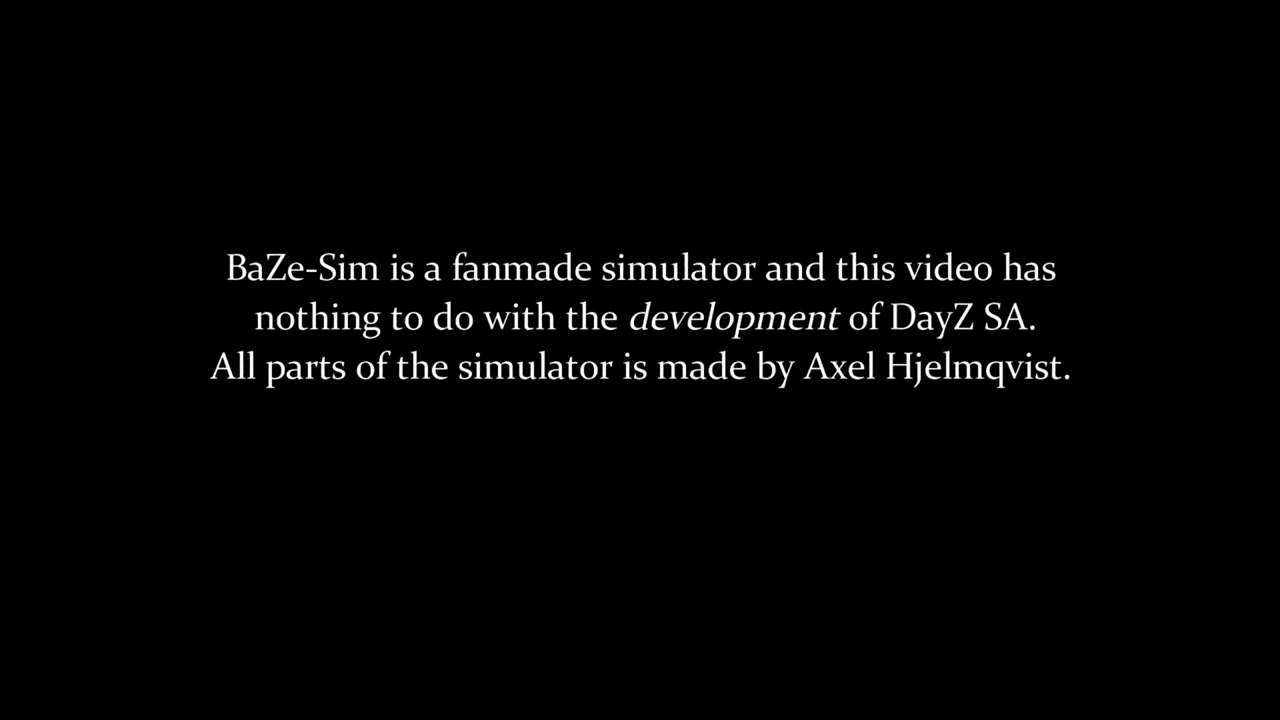 BaZe-Sim is a fanmade simulator and this video has
nothing to do with the development of DayZ SA.
All parts of the simulator is made by Axel Hjelmqvist.